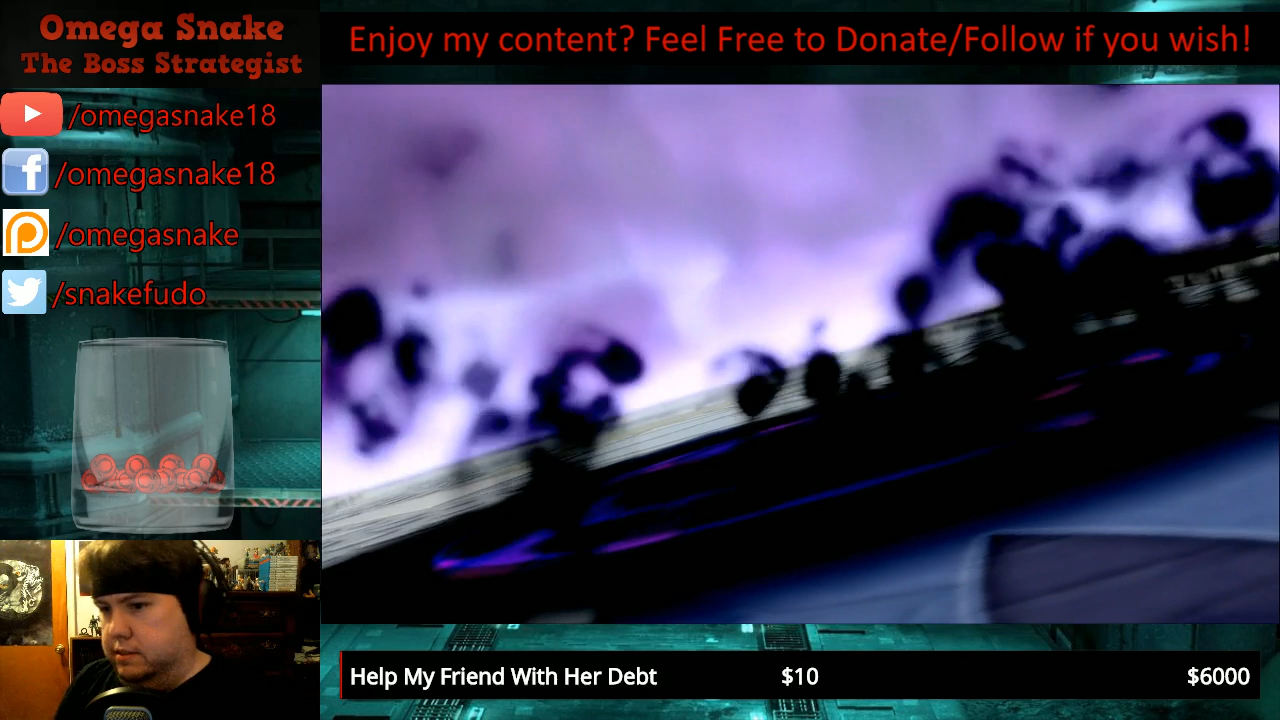 Omega Snake
The Boss Strategist
Enjoy my content? Feel Free to Donate/Follow if you wish!
/omegasnake18
/omegasnake18
/omegasnake
/snakefudo
Help My Friend With Her Debt $10 $6000